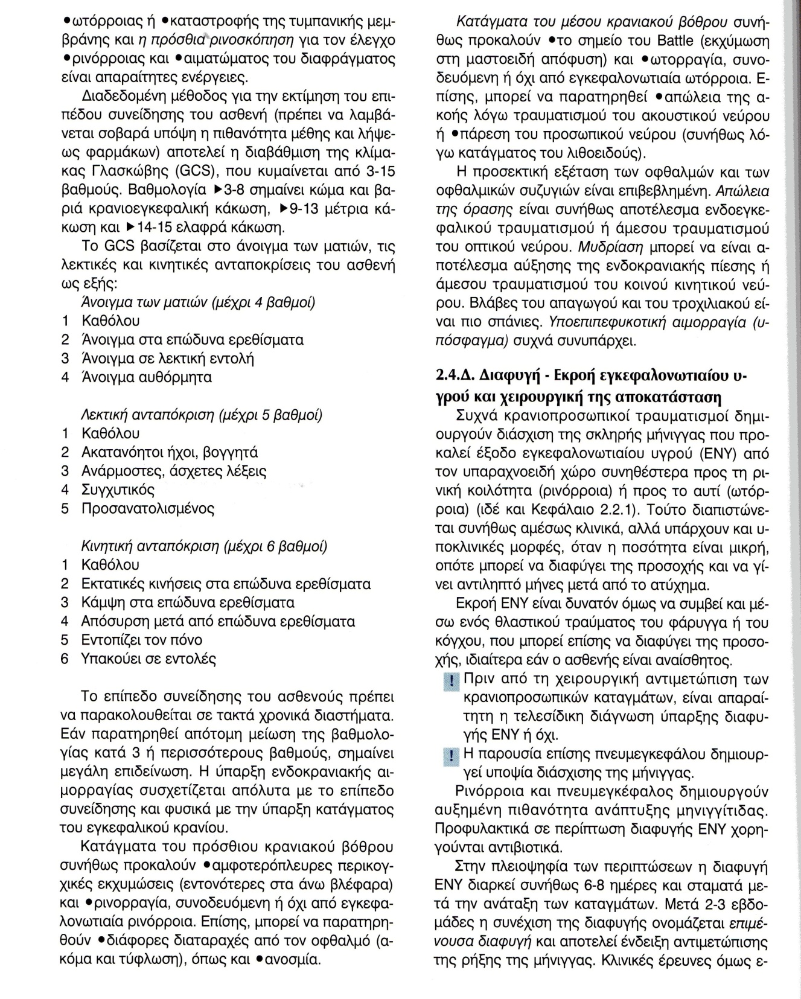 •ωτόρροιας ή •καταστροφής της τυμπανικής μεμ-
βράνης και η πρόσθια ρινοσκόπηση για τον έλεγχο
•ρινόρροιας και •αιματώματος του διαφράγματος
είναι απαραίτητες ενέργειες.
Διαδεδομένη μέθοδος για την εκτίμηση του επι-
πέδου συνείδησης του ασθενή (πρέπει να λαμβά-
νεται σοβαρά υπόψη η πιθανότητα μέθης και λήψε-
ως φαρμάκων) αποτελεί η διαβάθμιση της κλίμα-
κας Γλασκώβης (GCS), που κυμαίνεται από 3-15
βαθμούς. Βαθμολογία ▶3-8 σημαίνει κώμα και βα-
ριά κρανιοεγκεφαλική κάκωση, ▶9-13 μέτρια κά-
κωση και ▶14-15 ελαφρά κάκωση.
Το GCS βασίζεται στο άνοιγμα των ματιών, τις
λεκτικές και κινητικές ανταποκρίσεις του ασθενή
ως εξής:
Άνοιγμα των ματιών (μέχρι 4 βαθμοί)
1 Καθόλου
2 Άνοιγμα στα επώδυνα ερεθίσματα
3 Άνοιγμα σε λεκτική εντολή
4 Άνοιγμα αυθόρμητα
Λεκτική ανταπόκριση (μέχρι 5 βαθμοί)
1 Καθόλου
2 Ακατανόητοι ήχοι, βογγητά
3 Ανάρμοστες, άσχετες λέξεις
4 Συγχυτικός
5 Προσανατολισμένος
Κινητική ανταπόκριση (μέχρι 6 βαθμοί)
1 Καθόλου
2 Εκτατικές κινήσεις στα επώδυνα ερεθίσματα
3 Κάμψη στα επώδυνα ερεθίσματα
4 Απόσυρση μετά από επώδυνα ερεθίσματα
5 Εντοπίζει τον πόνο
6 Υπακούει σε εντολές
Το επίπεδο συνείδησης του ασθενούς πρέπει
να παρακολουθείται σε τακτά χρονικά διαστήματα.
Εάν παρατηρηθεί απότομη μείωση της βαθμολο-
γίας κατά 3 ή περισσότερους βαθμούς, σημαίνει
μεγάλη επιδείνωση. Η ύπαρξη ενδοκρανιακής αι-
μορραγίας συσχετίζεται απόλυτα με το επίπεδο
συνείδησης και φυσικά με την ύπαρξη κατάγματος
του εγκεφαλικού κρανίου.
Κατάγματα του πρόσθιου κρανιακού βόθρου
συνήθως προκαλούν •αμφοτερόπλευρες περικογ-
χικές εκχυμώσεις (εντονότερες στα άνω βλέφαρα)
και •ρινορραγία, συνοδευόμενη ή όχι από εγκεφα-
λονωτιαία ρινόρροια. Επίσης, μπορεί να παρατηρη-
θούν •διάφορες διαταραχές από τον οφθαλμό (α-
κόμα και τύφλωση), όπως και •ανοσμία.
Κατάγματα του μέσου κρανιακού βόθρου συνή-
θως προκαλούν •το σημείο του Battle (εκχύμωση
στη μαστοειδή απόφυση) και •ωτορραγία, συνο-
δευόμενη ή όχι από εγκεφαλονωτιαία ωτόρροια. Ε-
πίσης, μπορεί να παρατηρηθεί •απώλεια της α-
κοής λόγω τραυματισμού του ακουστικού νεύρου
ή •πάρεση του προσωπικού νεύρου (συνήθως λό-
γω κατάγματος του λιθοειδούς).
Η προσεκτική εξέταση των οφθαλμών και των
οφθαλμικών συζυγιών είναι επιβεβλημένη. Απώλεια
της όρασης είναι συνήθως αποτέλεσμα ενδοεγκε-
φαλικού τραυματισμού ή άμεσου τραυματισμού
του οπτικού νεύρου. Μυδρίαση μπορεί να είναι α-
ποτέλεσμα αύξησης της ενδοκρανιακής πίεσης ή
άμεσου τραυματισμού του κοινού κινητικού νεύ-
ρου. Βλάβες του απαγωγού και του τροχιλιακού εί-
ναι πιο σπάνιες. Υποεπιπεφυκοτική αιμορραγία (υ-
πόσφαγμα) συχνά συνυπάρχει.
2.4.Δ. Διαφυγή - Εκροή εγκεφαλονωτιαίου υ-
γρού και χειρουργική της αποκατάσταση
Συχνά κρανιοπροσωπικοί τραυματισμοί δημι-
ουργούν διάσχιση της σκληρής μήνιγγας που προ-
καλεί έξοδο εγκεφαλονωτιαίου υγρού (ΕΝΥ) από
τον υπαραχνοειδή χώρο συνηθέστερα προς τη ρι-
νική κοιλότητα (ρινόρροια) ή προς το αυτί (ωτόρ-
ροια) (ιδέ και Κεφάλαιο 2.2.1). Τούτο διαπιστώνε-
ται συνήθως αμέσως κλινικά, αλλά υπάρχουν και υ-
ποκλινικές μορφές, όταν η ποσότητα είναι μικρή,
οπότε μπορεί να διαφύγει της προσοχής και να γί-
νει αντιληπτό μήνες μετά από το ατύχημα.
Εκροή ΕΝΥ είναι δυνατόν όμως να συμβεί και μέ-
σω ενός θλαστικού τραύματος του φάρυγγα ή του
κόγχου, που μπορεί επίσης να διαφύγει της προσο-
χής, ιδιαίτερα εάν ο ασθενής είναι αναίσθητος.
! Πριν από τη χειρουργική αντιμετώπιση των
κρανιοπροσωπικών καταγμάτων, είναι απαραί-
τητη η τελεσίδικη διάγνωση ύπαρξης διαφυ-
γής ΕΝΥ ή όχι.
! Η παρουσία επίσης πνευμεγκεφάλου δημιουρ-
γεί υποψία διάσχισης της μήνιγγας.
Ρινόρροια και πνευμεγκέφαλος δημιουργούν
αυξημένη πιθανότητα ανάπτυξης μηνιγγίτιδας.
Προφυλακτικά σε περίπτωση διαφυγής ΕΝΥ χορη-
γούνται αντιβιοτικά.
Στην πλειοψηφία των περιπτώσεων η διαφυγή
ΕΝΥ διαρκεί συνήθως 6-8 ημέρες και σταματά με-
τά την ανάταξη των καταγμάτων. Μετά 2-3 εβδο-
μάδες η συνέχιση της διαφυγής ονομάζεται επιμέ-
νουσα διαφυγή και αποτελεί ένδειξη αντιμετώπισης
της ρήξης της μήνιγγας. Κλινικές έρευνες όμως ε-